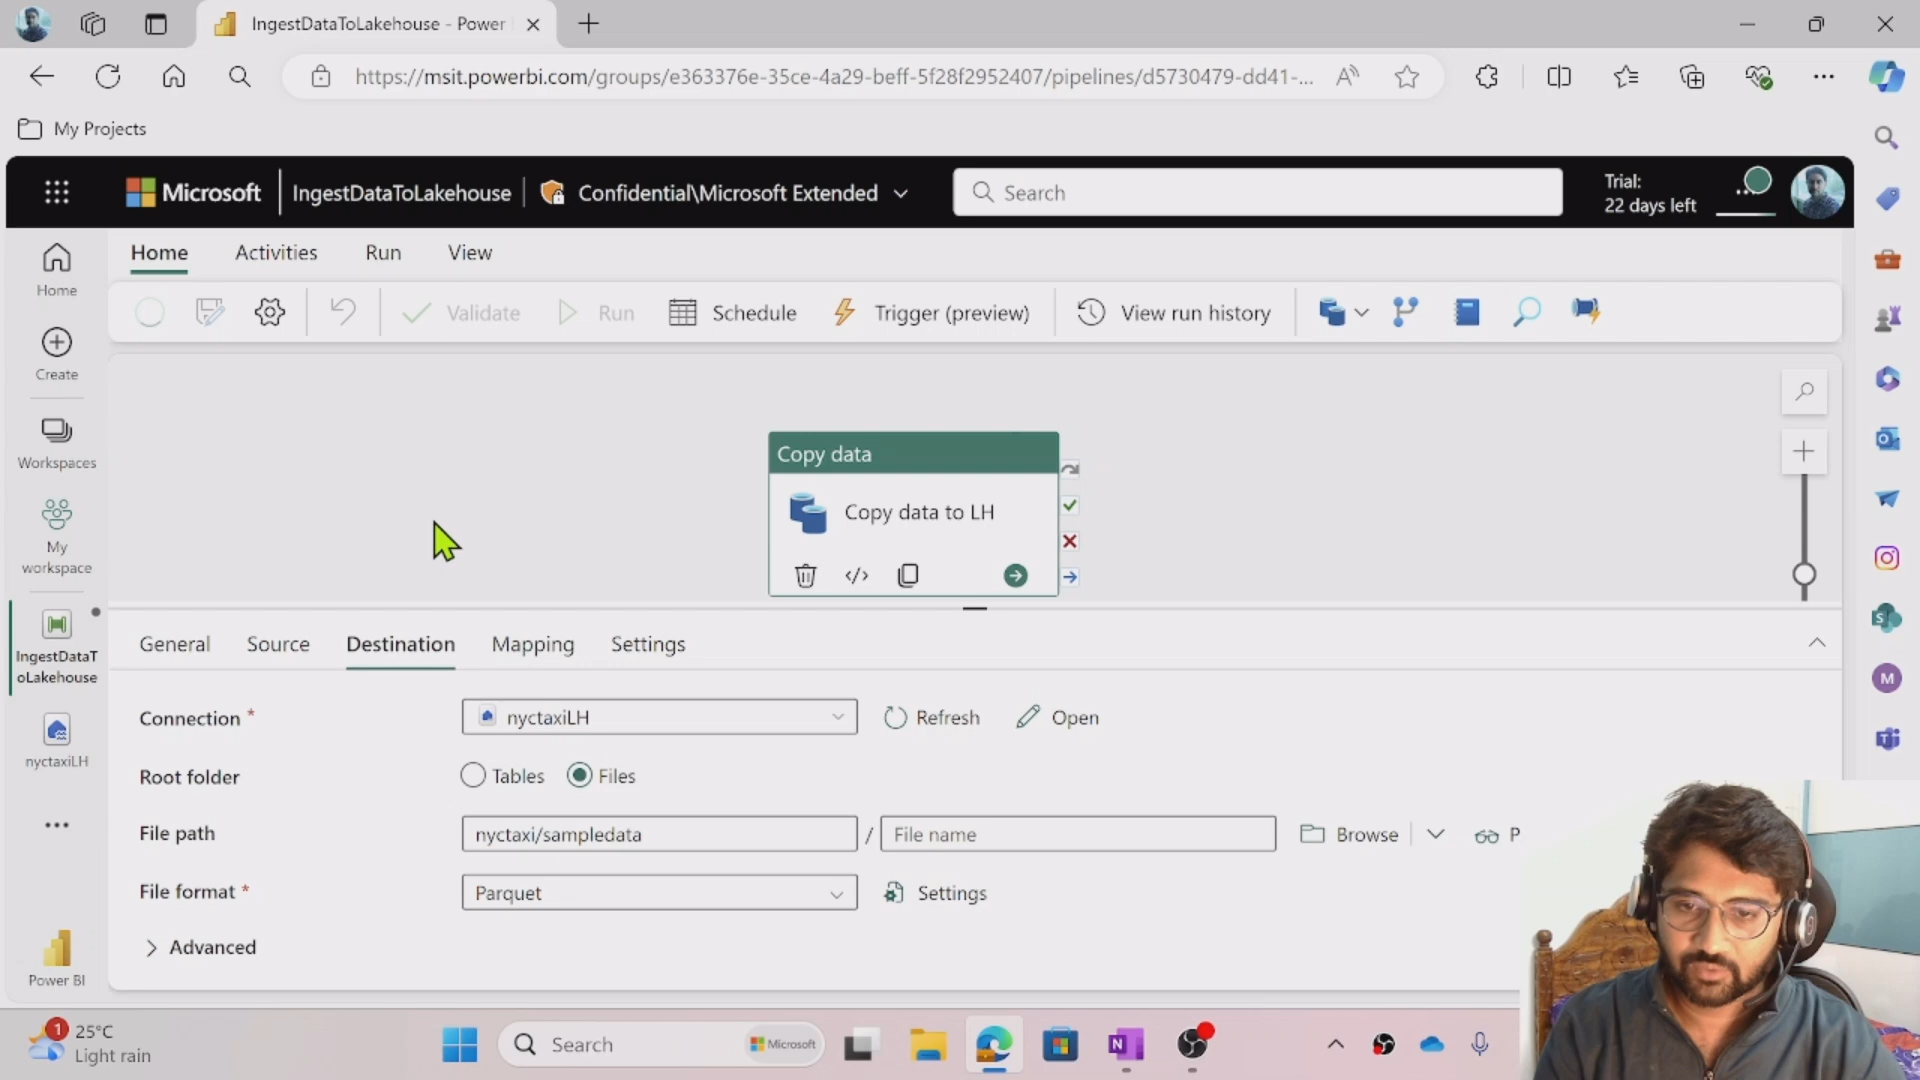 IngestDataToLakehouse - Power
https://msit.powerbi.com/groups/e363376e-35ce-4a29-beff-5f28f2952407/pipelines/d5730479-dd41-...
My Projects
Microsoft
IngestDataToLakehouse
Confidential\Microsoft Extended
Search
Trial:
22 days left
Home
Activities
Run
View
Validate
Run
Schedule
Trigger (preview)
View run history
Home
Create
Workspaces
My
workspace
IngestDataT
oLakehouse
nyctaxiLH
Power BI
Copy data
Copy data to LH
General
Source
Destination
Mapping
Settings
Connection *
nyctaxiLH
Refresh
Open
Root folder
Tables
Files
File path
nyctaxi/sampledata
/
File name
Browse
P
File format *
Parquet
Settings
Advanced
M
1
25°C
Light rain
Search
Microsoft